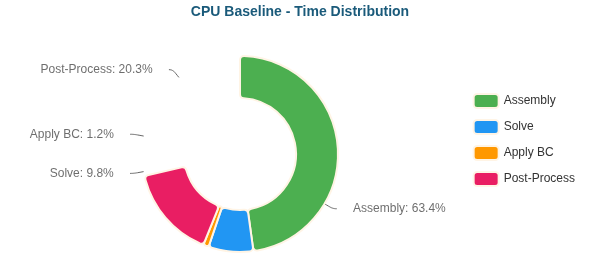 CPU Baseline - Time Distribution
Post-Process: 20.3%
Apply BC: 1.2%
Solve: 9.8%
Assembly: 63.4%
Assembly
Solve
Apply BC
Post-Process